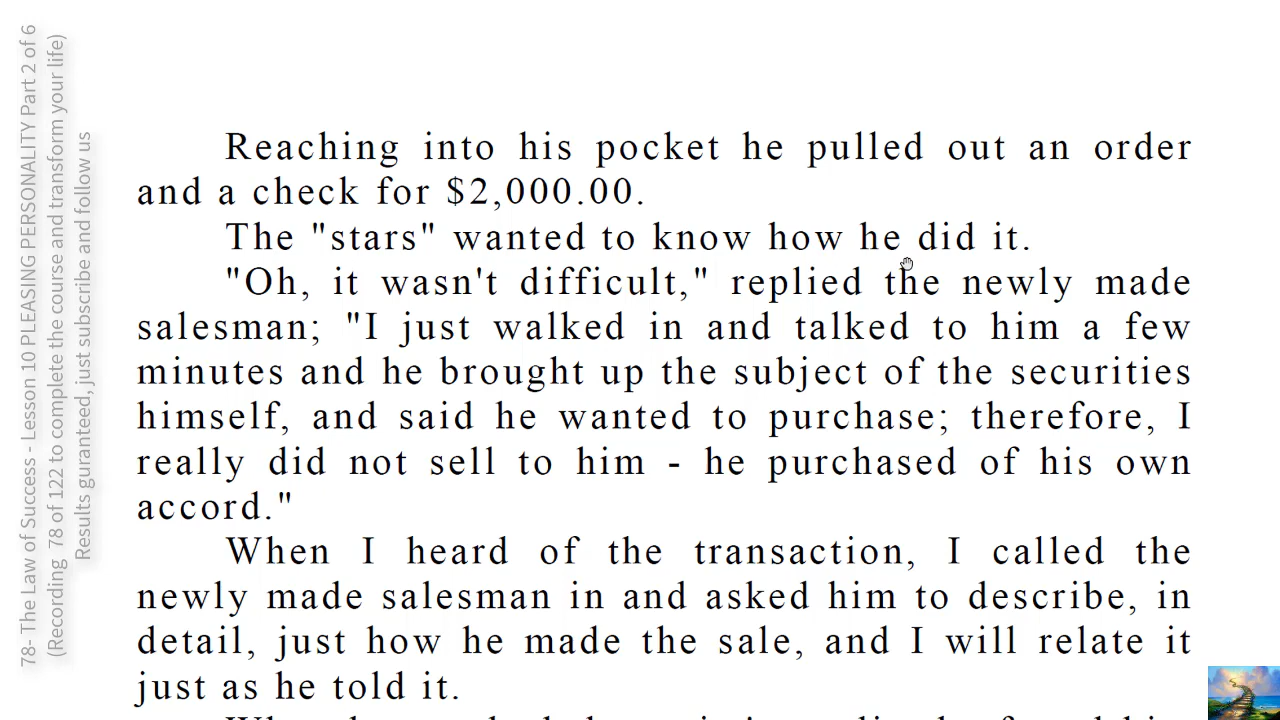 78- The Law of Success - Lesson 10 PLEASING PERSONALITY Part 2 of 6
(Recording 78 of 122 to complete the course and transform your life)
Results guranteed, just subscribe and follow us
Reaching into his pocket he pulled out an order
and a check for $2,000.00.
The "stars" wanted to know how he did it.
"Oh, it wasn't difficult," replied the newly made
salesman; "I just walked in and talked to him a few
minutes and he brought up the subject of the securities
himself, and said he wanted to purchase; therefore, I
really did not sell to him - he purchased of his own
accord."
When I heard of the transaction, I called the
newly made salesman in and asked him to describe, in
detail, just how he made the sale, and I will relate it
just as he told it.